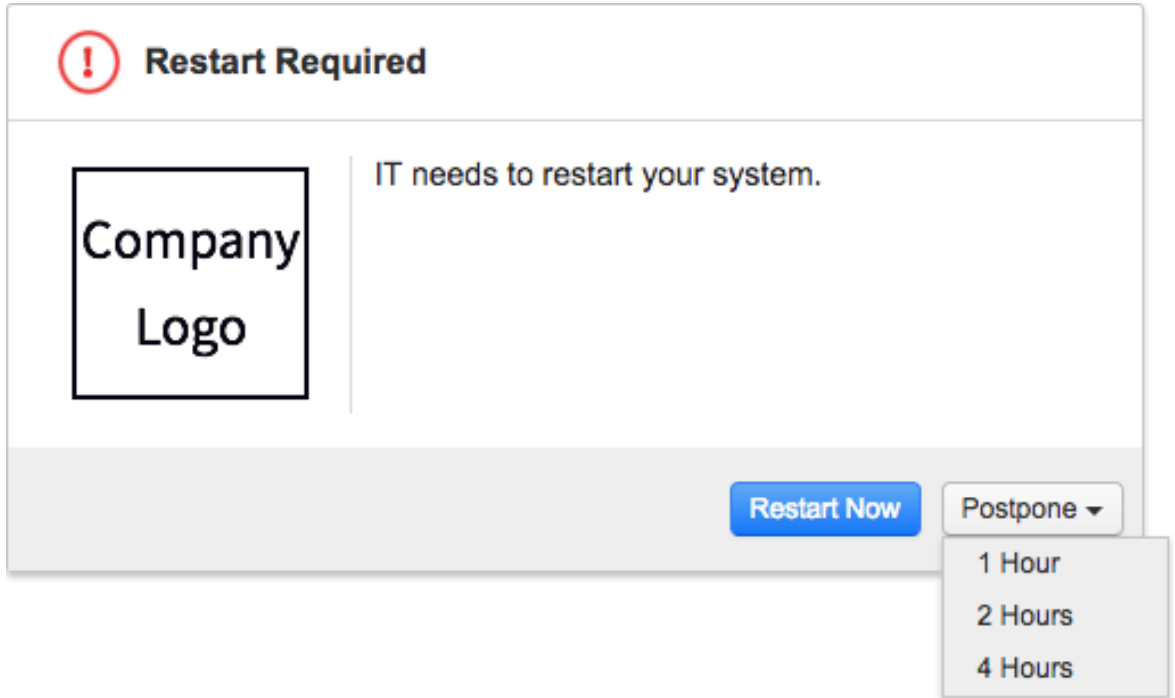 Restart Required
IT needs to restart your system.
Company
Logo
Restart Now
Postpone
1 Hour
2 Hours
4 Hours